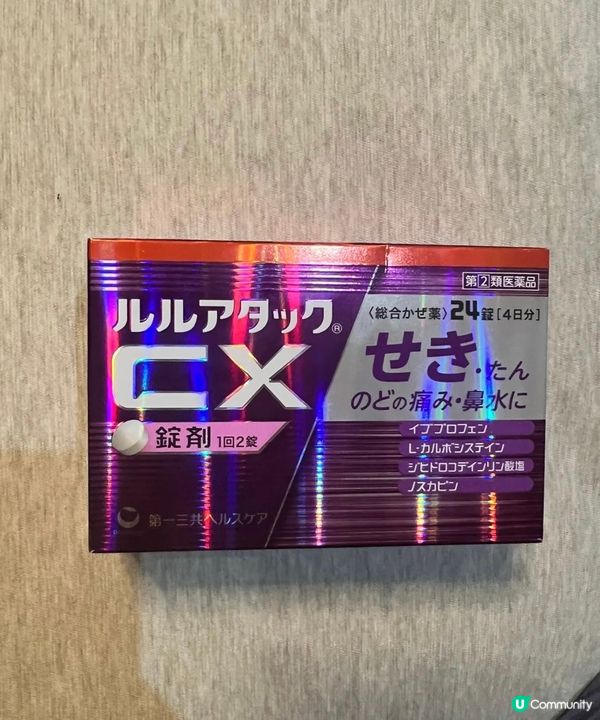 指②類医薬品
ルルアタック®
CX
錠剤 1回2錠
第一三共ヘルスケア
〈総合かぜ薬〉24錠[4日分]
せき・たん
のどの痛み・鼻水に
イブプロフェン
L-カルボシステイン
ジヒドロコデインリン酸塩
ノスカピン
U Community